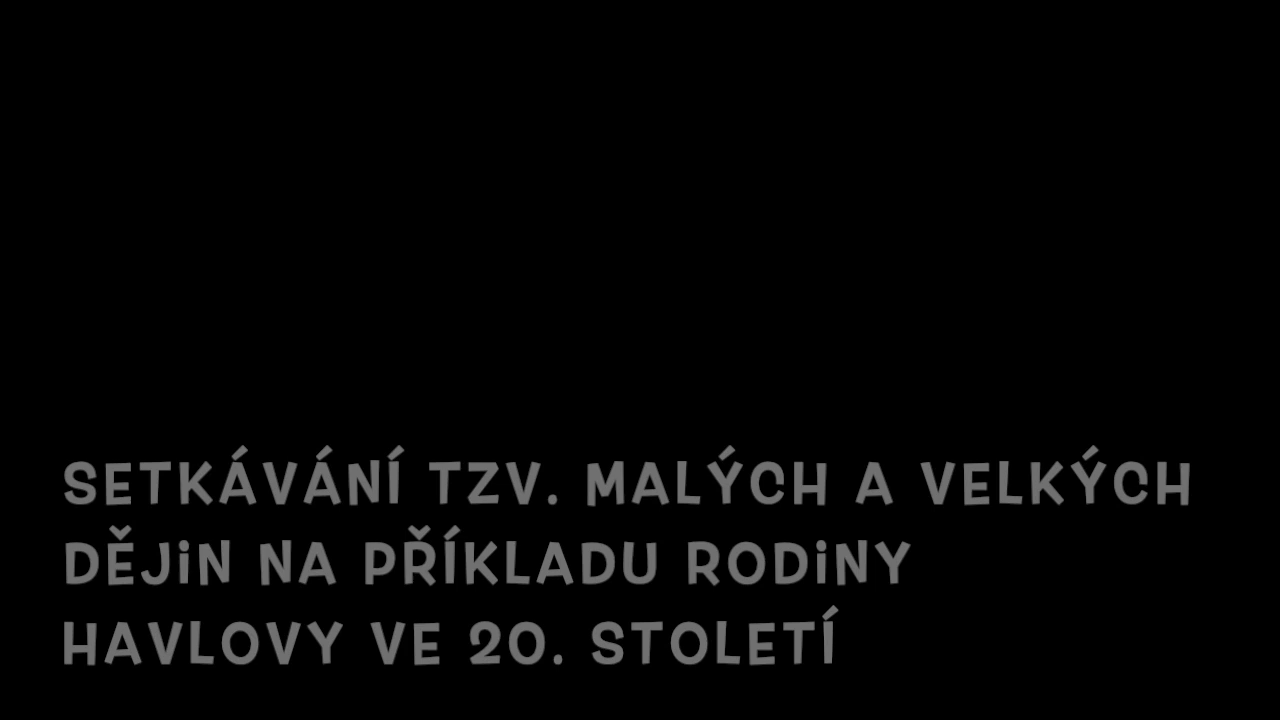 SETKÁVÁNÍ TZV. MALÝCH A VELKÝCH
DĚJiN NA PŘÍKLADU RODiNY
HAVLOVY VE 20. STOLETÍ